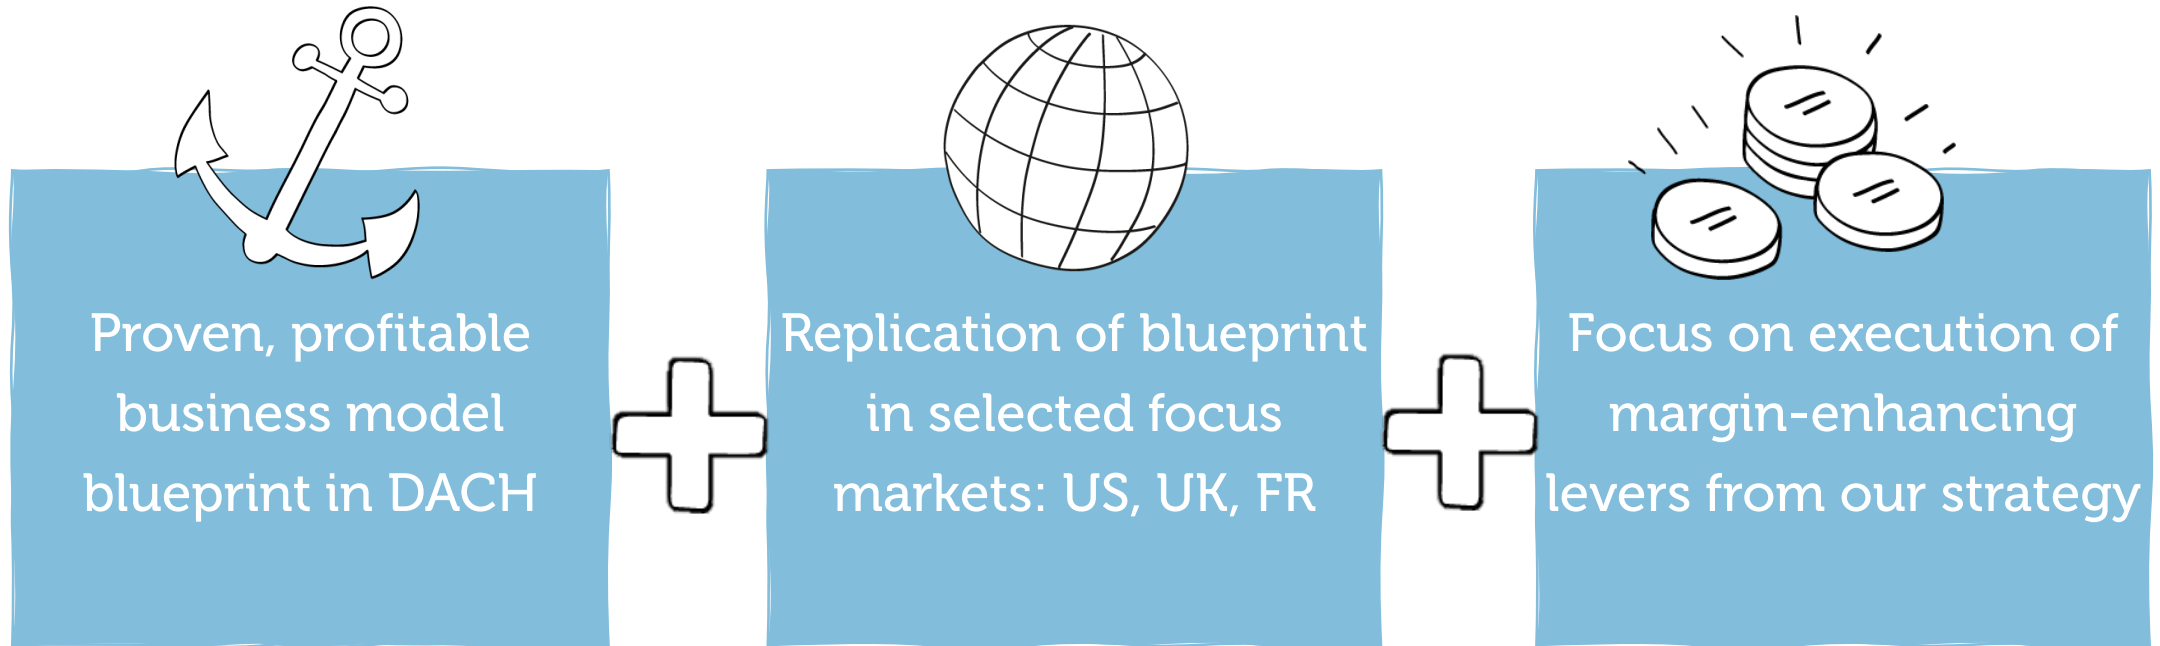 Proven, profitable
business model
blueprint in DACH
Replication of blueprint
in selected focus
markets: US, UK, FR
Focus on execution of
margin-enhancing
levers from our strategy